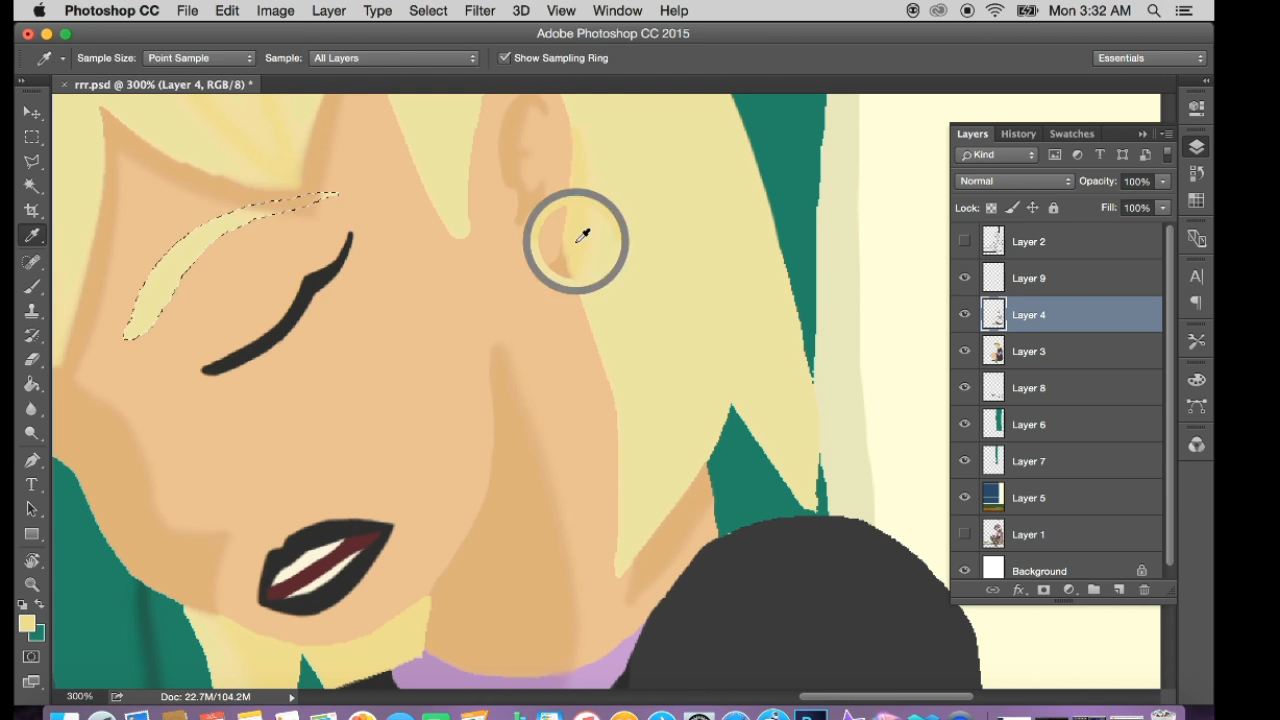 Photoshop CC File Edit Image Layer Type Select Filter 3D View Window Help Mon 3:32 AM
Adobe Photoshop CC 2015
Sample Size: Point Sample Sample: All Layers Show Sampling Ring Essentials
rrr.psd @ 300% (Layer 4, RGB/8) *
Layers History Swatches
Kind
Normal Opacity: 100%
Lock: Fill: 100%
Layer 2
Layer 9
Layer 4
Layer 3
Layer 8
Layer 6
Layer 7
Layer 5
Layer 1
Background
300% Doc: 22.7M/104.2M